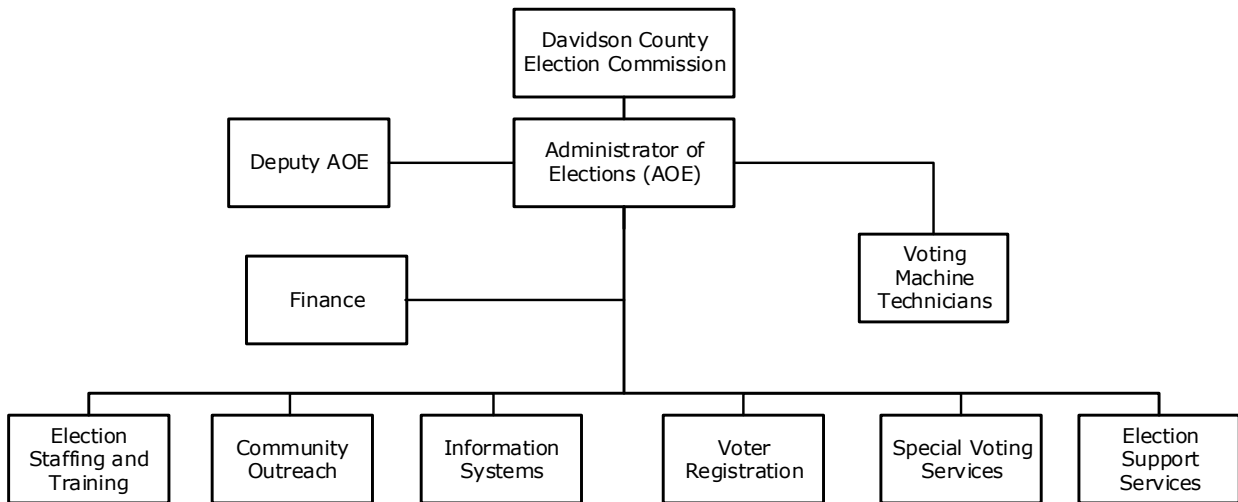 Davidson County
Election Commission
Deputy AOE
Administrator of
Elections (AOE)
Voting
Machine
Technicians
Finance
Election
Staffing and
Training
Community
Outreach
Information
Systems
Voter
Registration
Special Voting
Services
Election
Support
Services